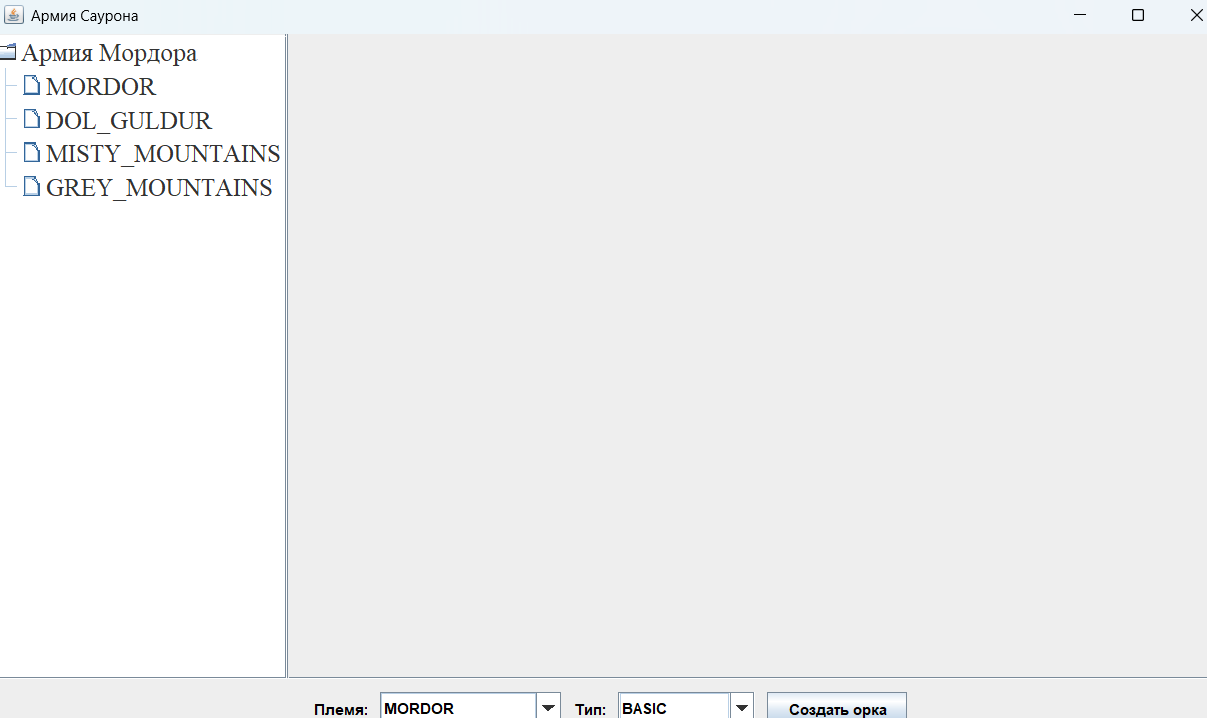 Армия Саурона
Армия Мордора
MORDOR
DOL_GULDUR
MISTY_MOUNTAINS
GREY_MOUNTAINS
Племя: MORDOR Тип: BASIC Создать орка